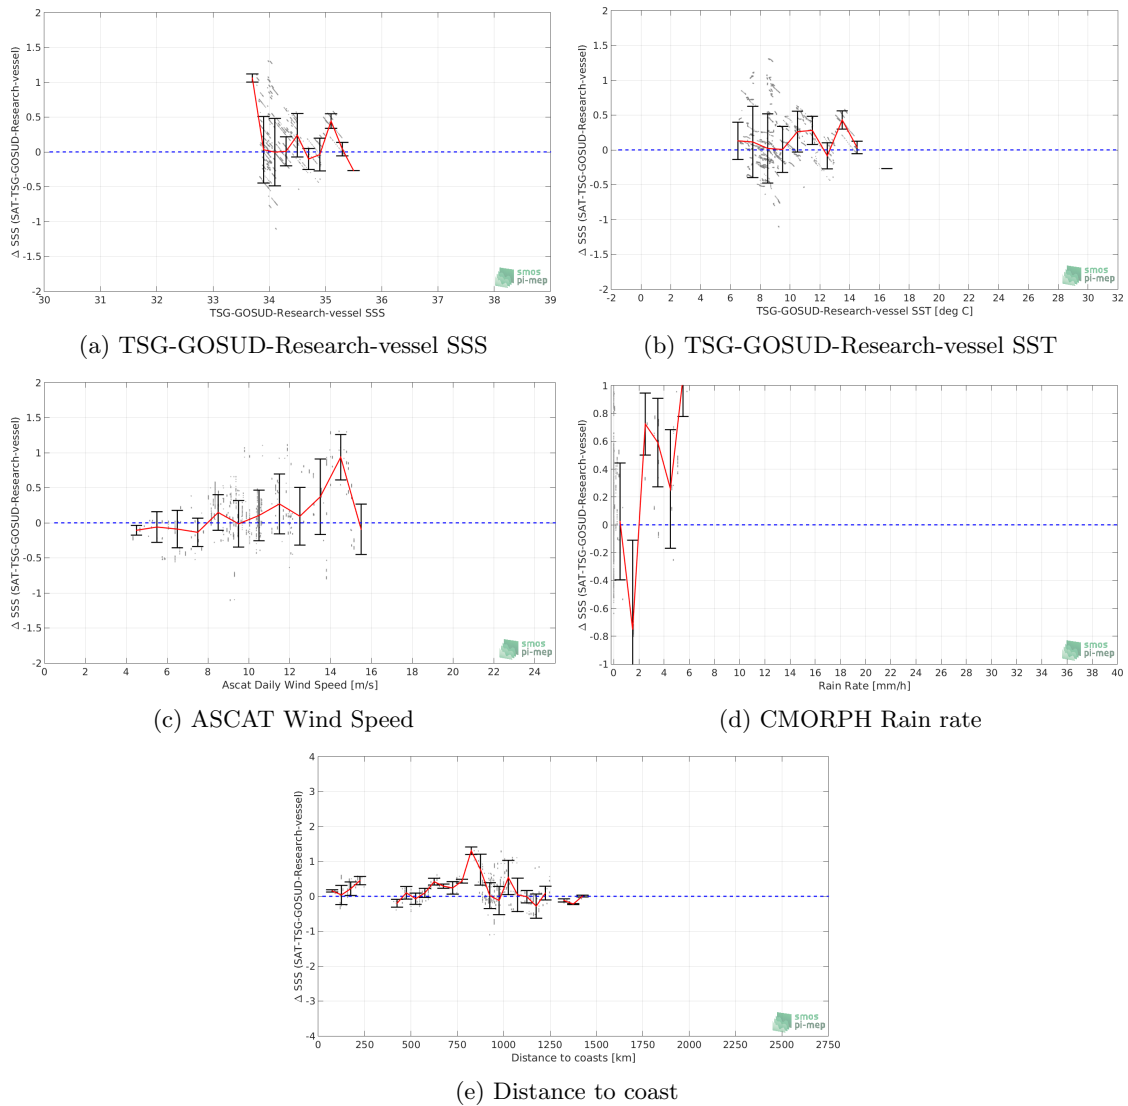 2
1.5
1
0.5
0
-0.5
-1
-1.5
-2
Δ SSS (SAT-TSG-GOSUD-Research-vessel)
30 31 32 33 34 35 36 37 38 39
TSG-GOSUD-Research-vessel SSS
smos
pi-mep
(a) TSG-GOSUD-Research-vessel SSS
2
1.5
1
0.5
0
-0.5
-1
-1.5
-2
Δ SSS (SAT-TSG-GOSUD-Research-vessel)
-2 0 2 4 6 8 10 12 14 16 18 20 22 24 26 28 30 32
TSG-GOSUD-Research-vessel SST [deg C]
smos
pi-mep
(b) TSG-GOSUD-Research-vessel SST
2
1.5
1
0.5
0
-0.5
-1
-1.5
-2
Δ SSS (SAT-TSG-GOSUD-Research-vessel)
0 2 4 6 8 10 12 14 16 18 20 22 24
Ascat Daily Wind Speed [m/s]
smos
pi-mep
(c) ASCAT Wind Speed
1
0.8
0.6
0.4
0.2
0
-0.2
-0.4
-0.6
-0.8
-1
Δ SSS (SAT-TSG-GOSUD-Research-vessel)
0 2 4 6 8 10 12 14 16 18 20 22 24 26 28 30 32 34 36 38 40
Rain Rate [mm/h]
smos
pi-mep
(d) CMORPH Rain rate
4
3
2
1
0
-1
-2
-3
-4
Δ SSS (SAT-TSG-GOSUD-Research-vessel)
0 250 500 750 1000 1250 1500 1750 2000 2250 2500 2750
Distance to coasts [km]
smos
pi-mep
(e) Distance to coast